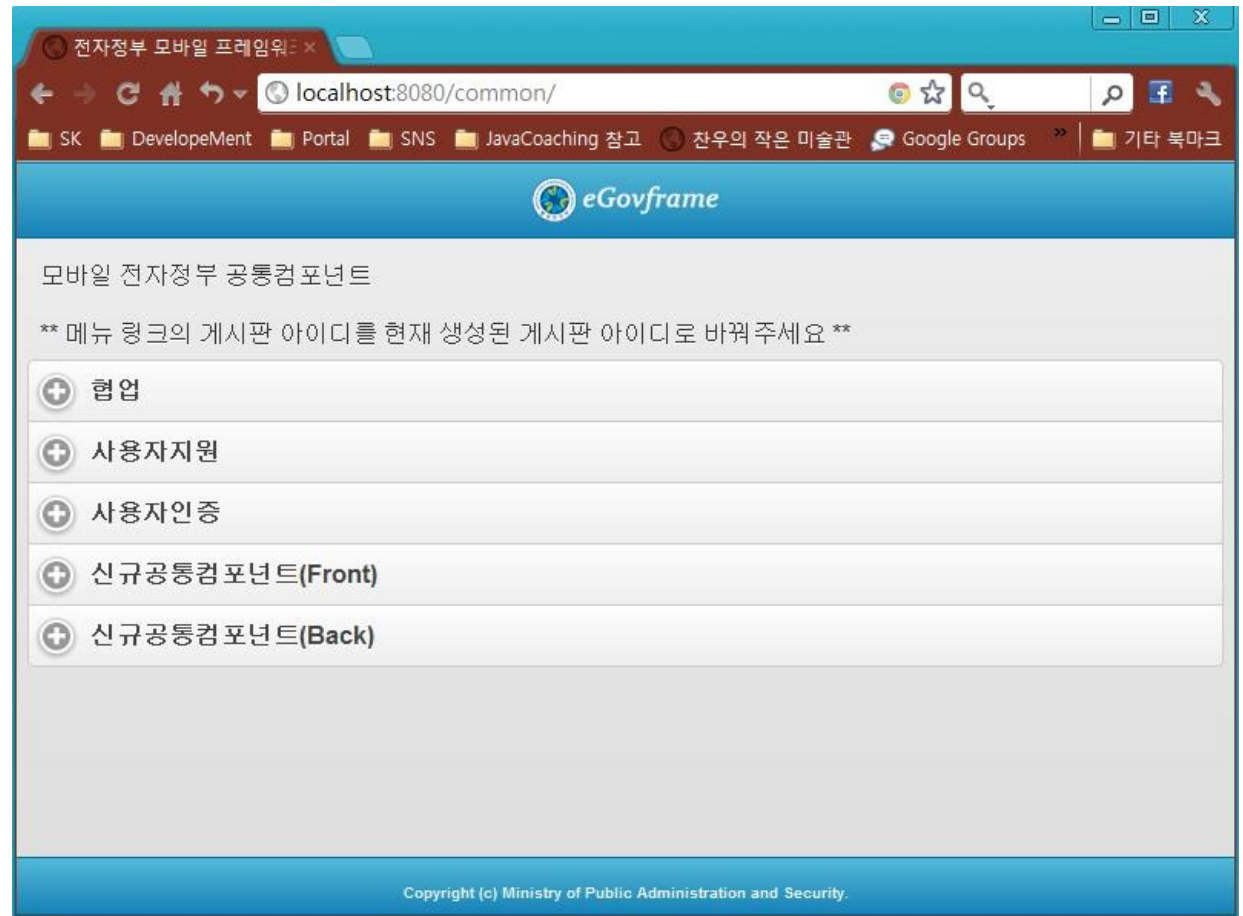 전자정부 모바일 프레임워
localhost:8080/common/
SK DevelopeMent Portal SNS JavaCoaching 참고 찬우의 작은 미술관 Google Groups » 기타 북마크
eGovframe
모바일 전자정부 공통컴포넌트
** 메뉴 링크의 게시판 아이디를 현재 생성된 게시판 아이디로 바꿔주세요 **
협업
사용자지원
사용자인증
신규공통컴포넌트(Front)
신규공통컴포넌트(Back)
Copyright (c) Ministry of Public Administration and Security.